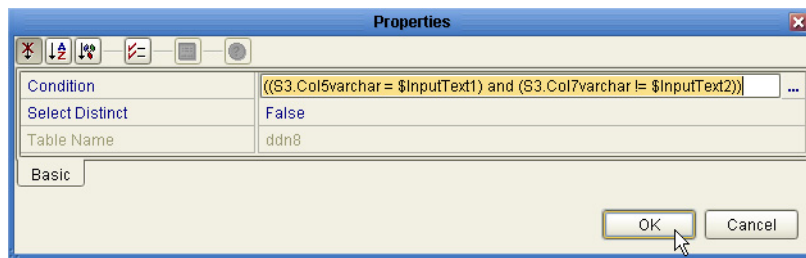 Properties
Condition ((S3.Col5varchar = $InputText1) and (S3.Col7varchar != $InputText2)) ...
Select Distinct False
Table Name ddn8
Basic
OK Cancel